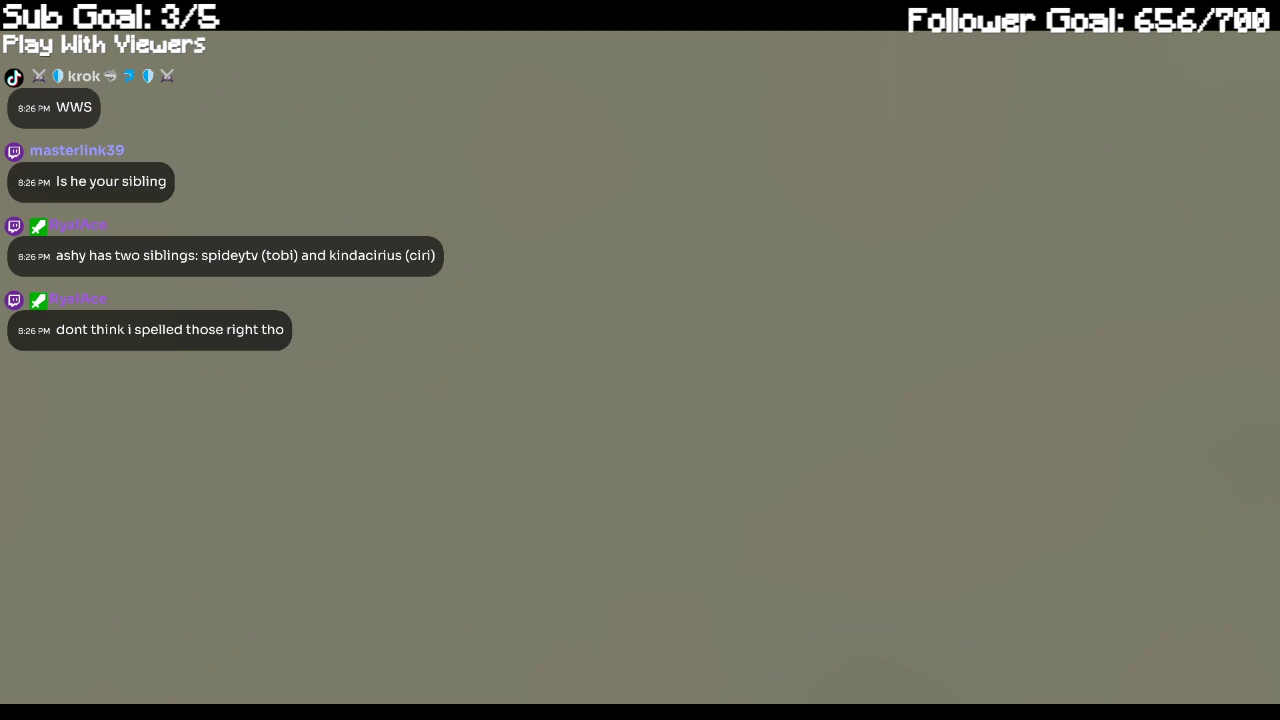 Sub Goal: 3/5
Follower Goal: 656/700
Play With Viewers
krok
8:26 PM WWS
masterlink39
8:26 PM Is he your sibling
RyalAce
8:26 PM ashy has two siblings: spideytv (tobi) and kindacirius (ciri)
RyalAce
8:26 PM dont think i spelled those right tho